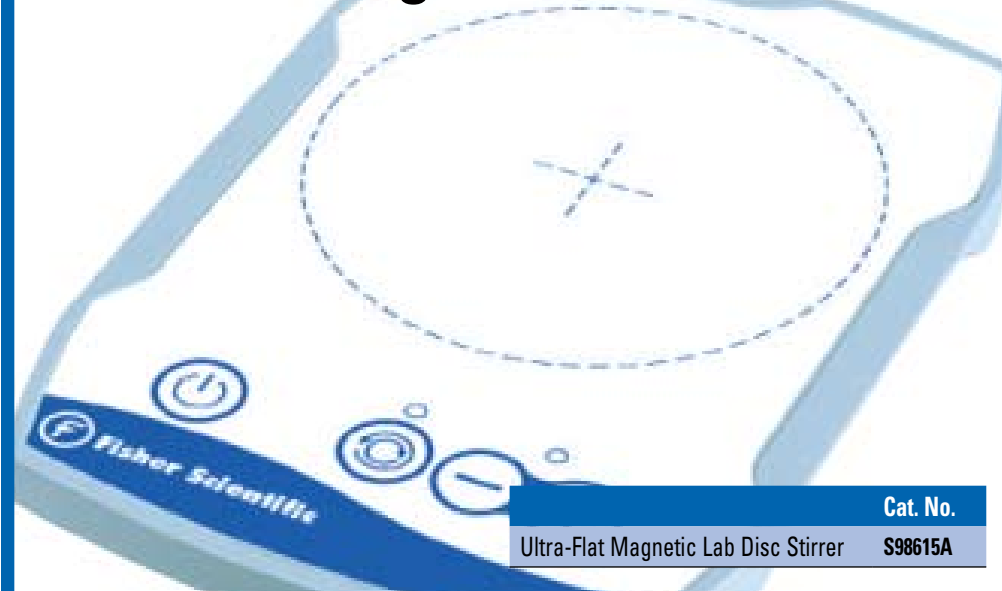 Fisher Scientific
Cat. No.
Ultra-Flat Magnetic Lab Disc Stirrer S98615A